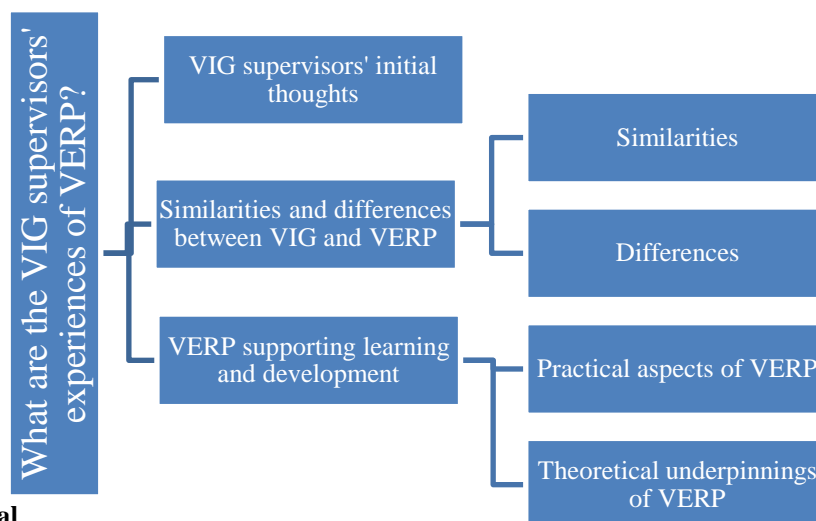 What are the VIG supervisors'
experiences of VERP?
VIG supervisors' initial
thoughts
Similarities and differences
between VIG and VERP
VERP supporting learning
and development
Similarities
Differences
Practical aspects of VERP
Theoretical underpinnings
of VERP